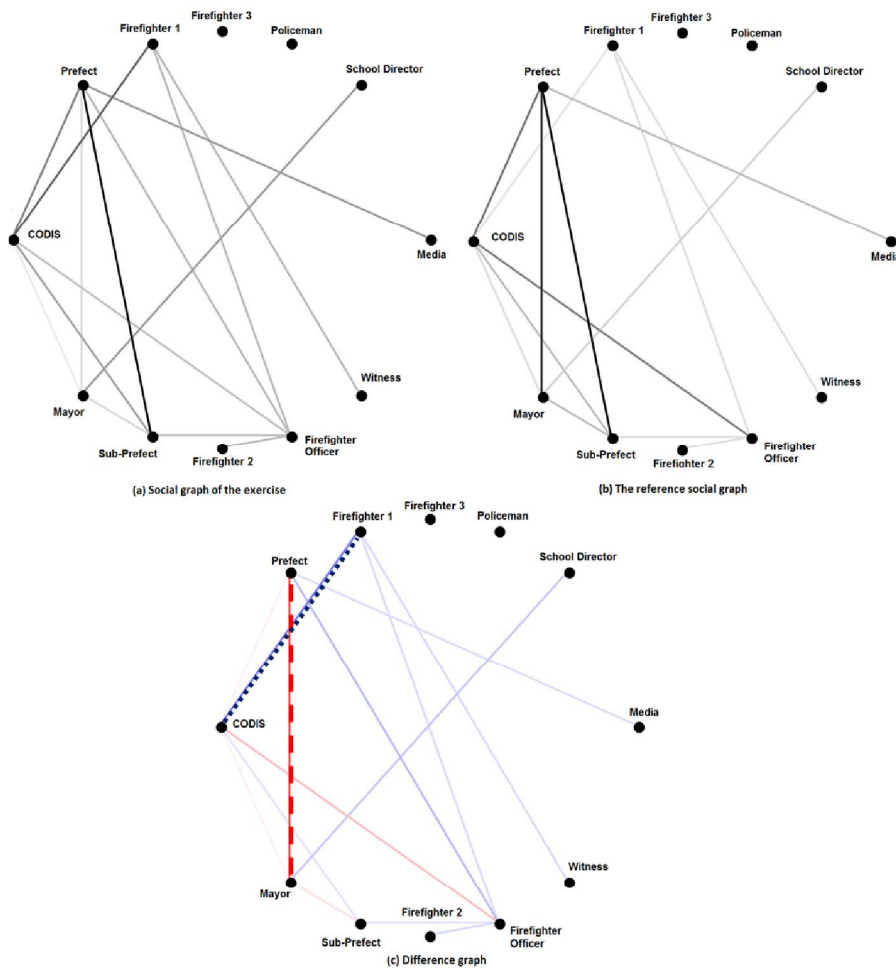 Firefighter 3
Firefighter 1
Policeman
Prefect
School Director
CODIS
Media
Witness
Mayor
Sub-Prefect
Firefighter 2
Firefighter
Officer
(a) Social graph of the exercise
Firefighter 3
Firefighter 1
Policeman
Prefect
School Director
CODIS
Media
Witness
Mayor
Sub-Prefect
Firefighter 2
Firefighter
Officer
(b) The reference social graph
Firefighter 3
Firefighter 1
Policeman
Prefect
School Director
CODIS
Media
Witness
Mayor
Firefighter 2
Sub-Prefect
Firefighter
Officer
(c) Difference graph